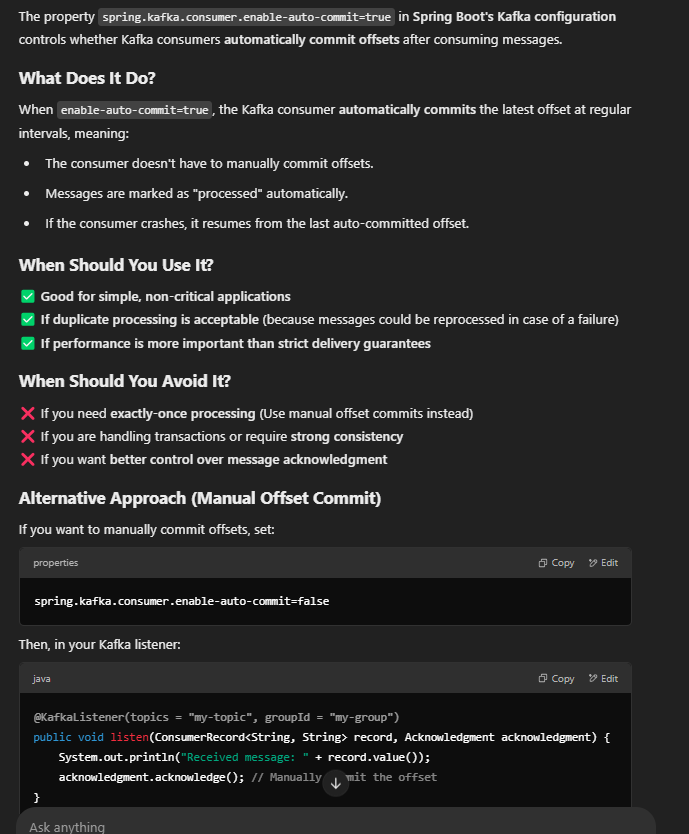 The property spring.kafka.consumer.enable-auto-commit=true in Spring Boot's Kafka configuration
controls whether Kafka consumers automatically commit offsets after consuming messages.
What Does It Do?
When enable-auto-commit=true, the Kafka consumer automatically commits the latest offset at regular
intervals, meaning:
• The consumer doesn't have to manually commit offsets.
• Messages are marked as "processed" automatically.
• If the consumer crashes, it resumes from the last auto-committed offset.
When Should You Use It?
✅ Good for simple, non-critical applications
✅ If duplicate processing is acceptable (because messages could be reprocessed in case of a failure)
✅ If performance is more important than strict delivery guarantees
When Should You Avoid It?
❌ If you need exactly-once processing (Use manual offset commits instead)
❌ If you are handling transactions or require strong consistency
❌ If you want better control over message acknowledgment
Alternative Approach (Manual Offset Commit)
If you want to manually commit offsets, set:
properties Copy Edit
spring.kafka.consumer.enable-auto-commit=false
Then, in your Kafka listener:
java Copy Edit
@KafkaListener(topics = "my-topic", groupId = "my-group")
public void listen(ConsumerRecord<String, String> record, Acknowledgment acknowledgment) {
System.out.println("Received message: " + record.value());
acknowledgment.acknowledge(); // Manually mit the offset
}
Ask anything